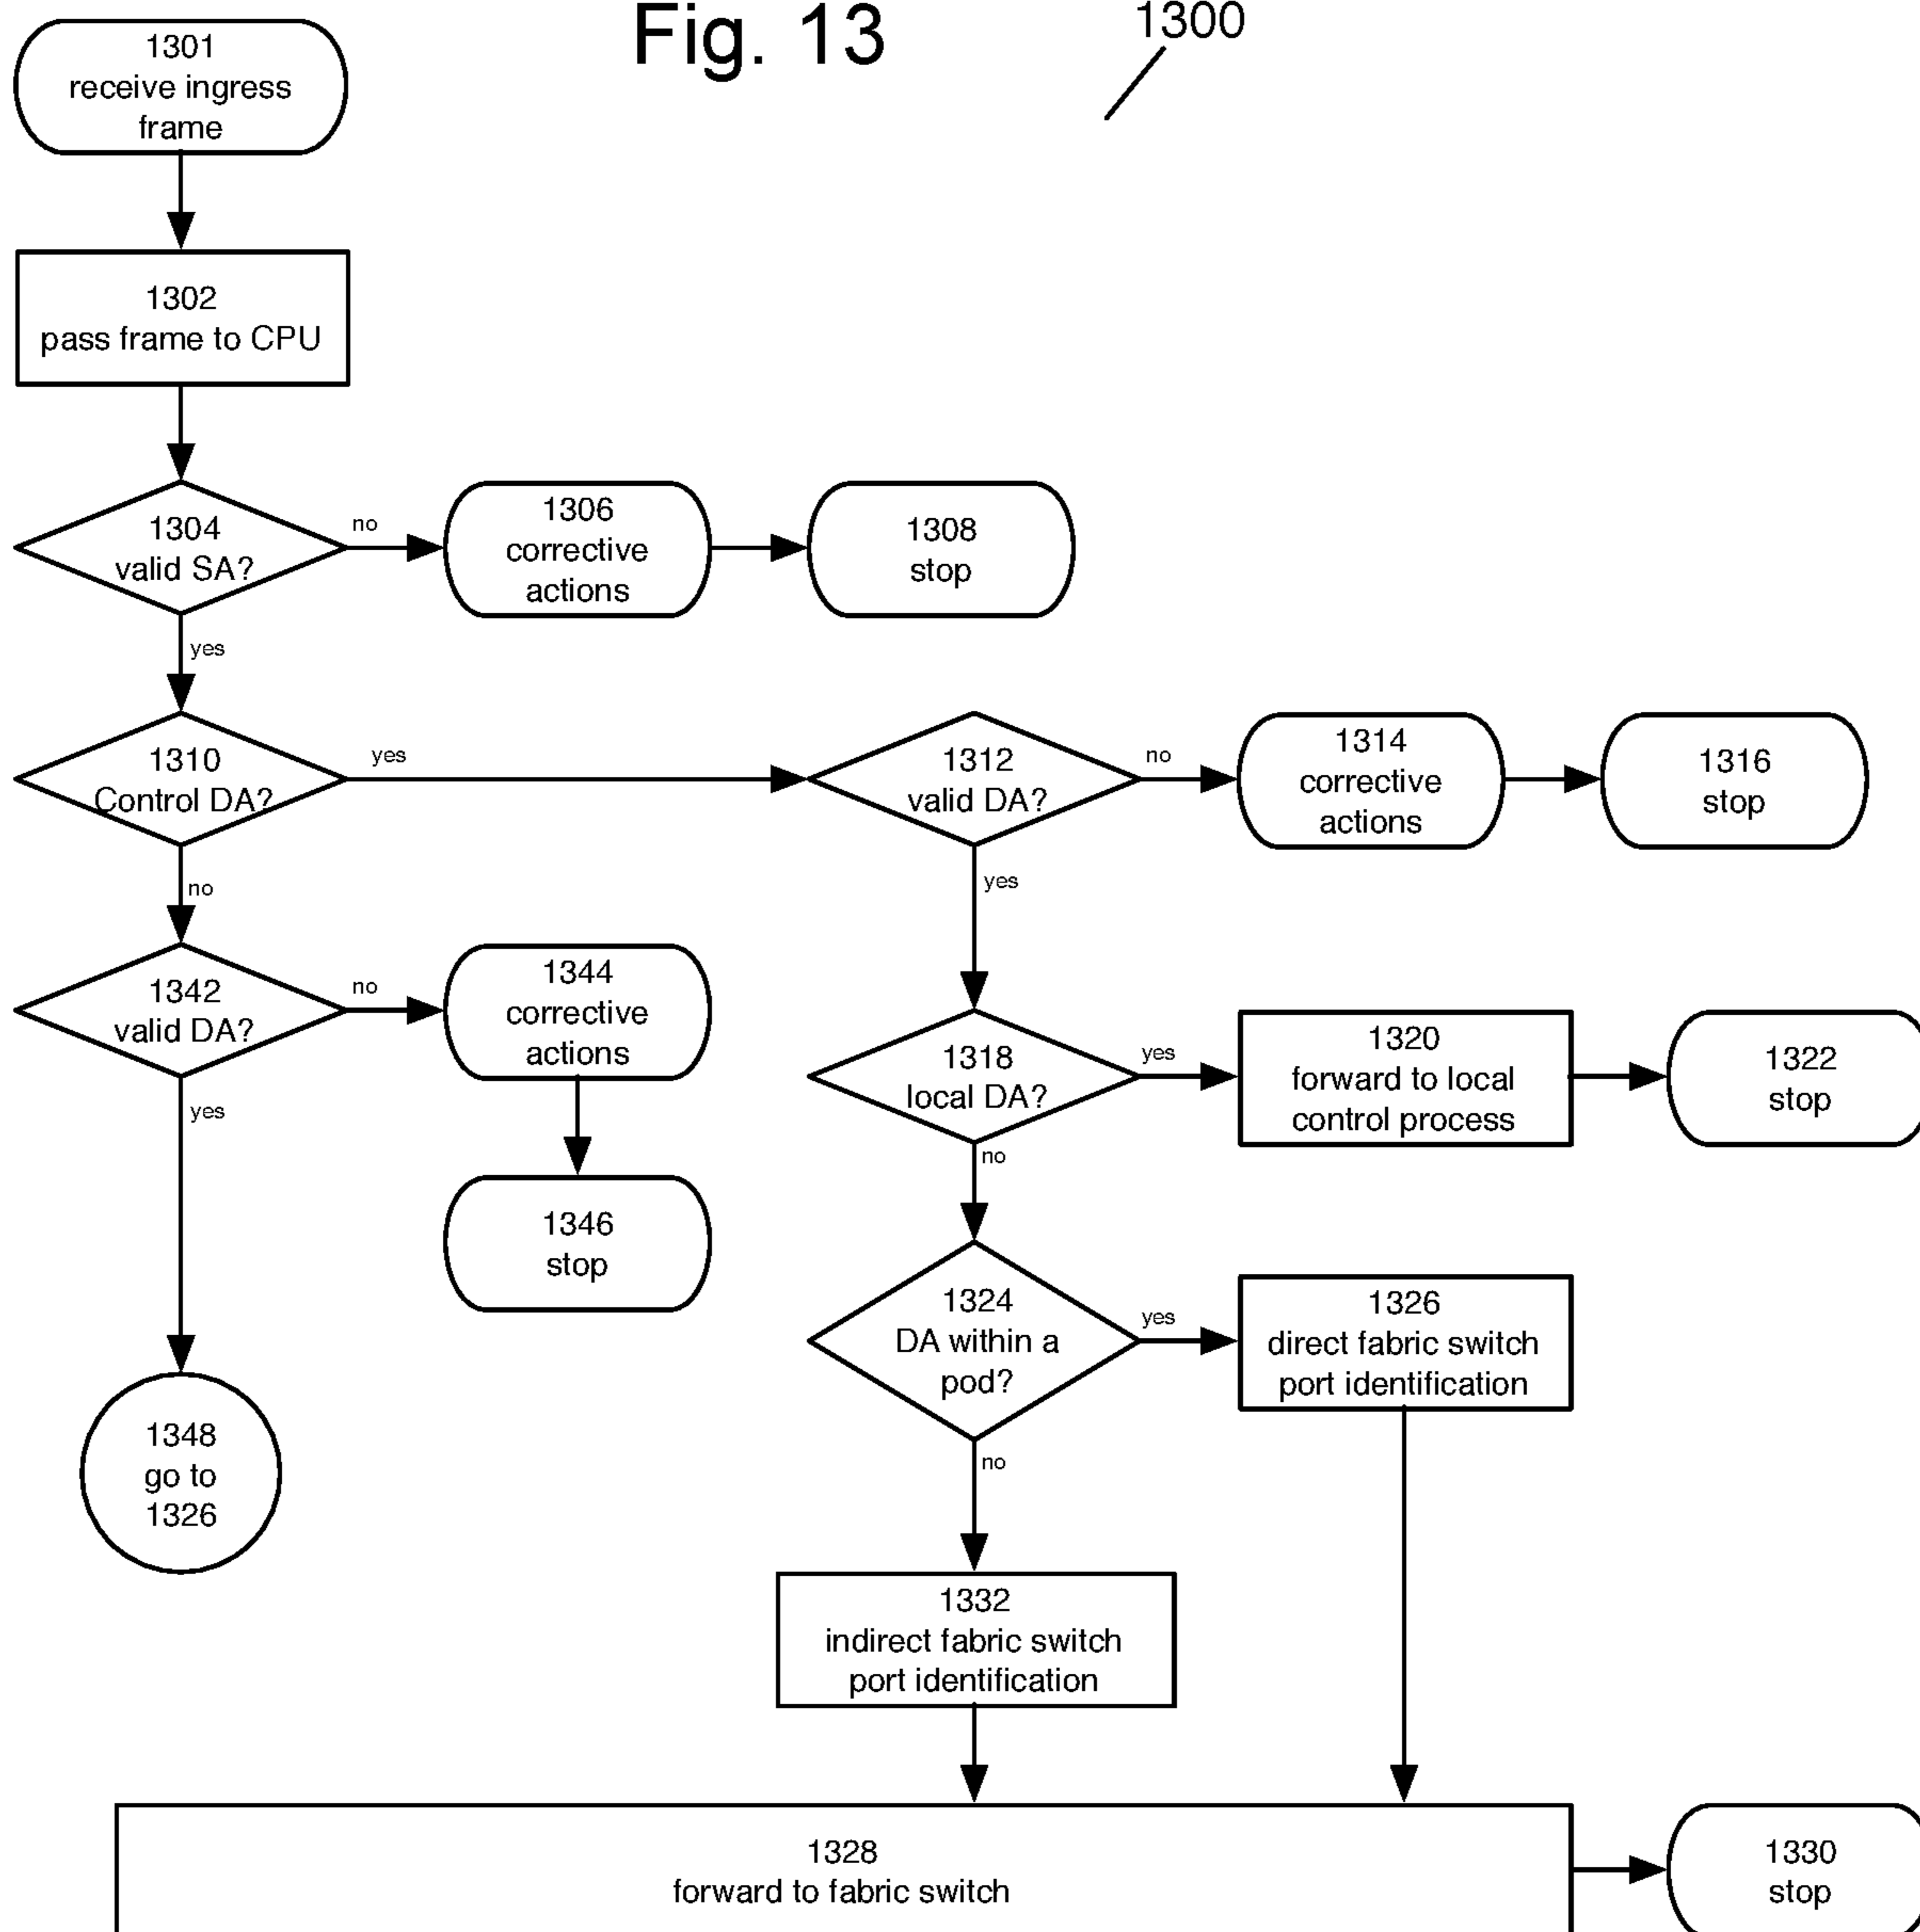 Fig. 13
1300
1301
receive ingress
frame
1302
pass frame to CPU
1304
valid SA?
no
1306
corrective
actions
1308
stop
yes
1310
Control DA?
yes
1312
valid DA?
no
1314
corrective
actions
1316
stop
no
yes
1342
valid DA?
no
1344
corrective
actions
1318
local DA?
yes
1320
forward to local
control process
1322
stop
yes
no
1346
stop
1324
DA within a
pod?
yes
1326
direct fabric switch
port identification
1348
go to
1326
no
1332
indirect fabric switch
port identification
1328
forward to fabric switch
1330
stop